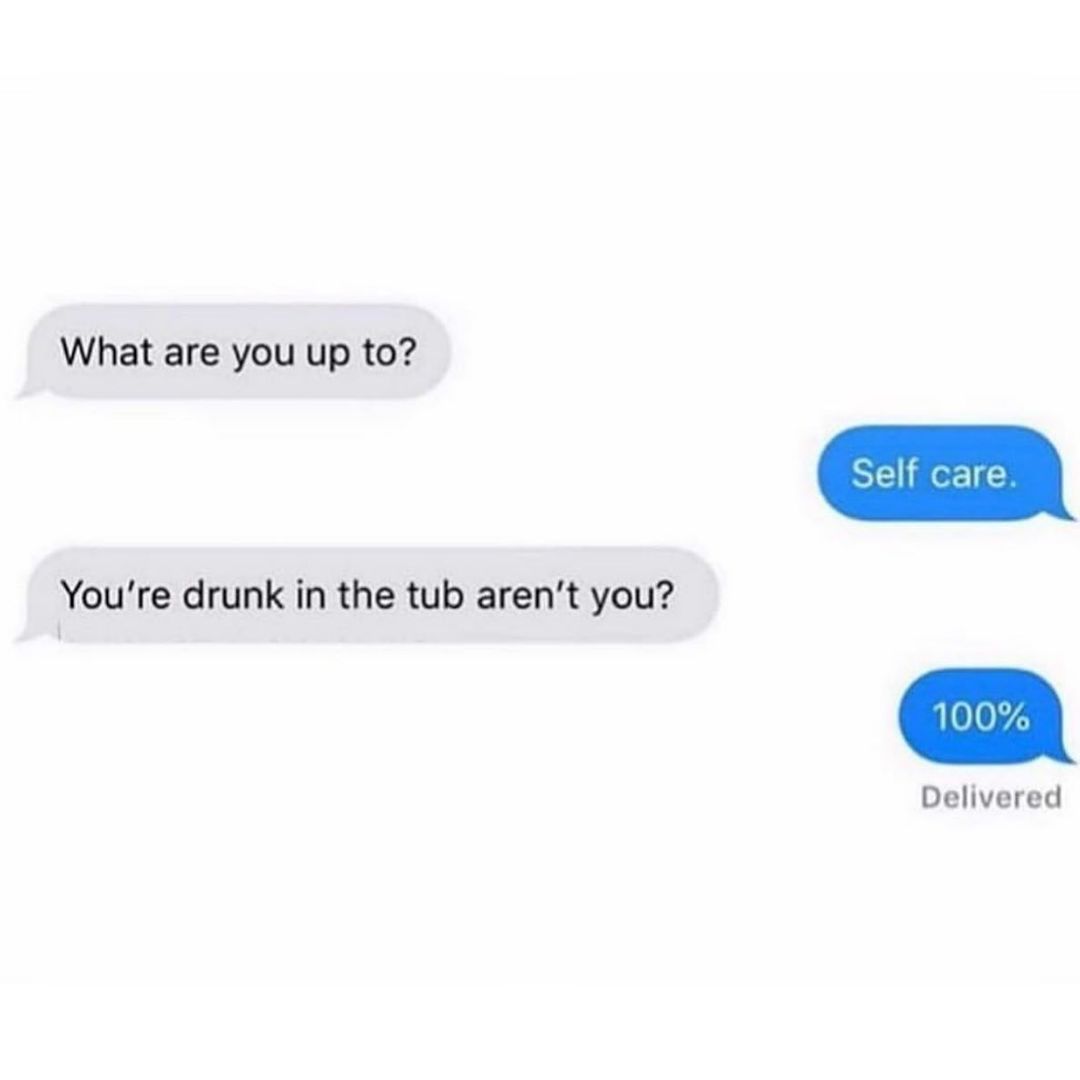 What are you up to?
Self care.
You're drunk in the tub aren't you?
100%
Delivered